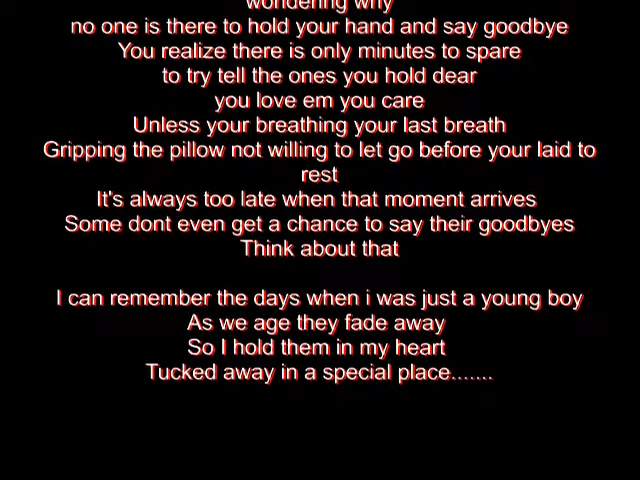 wondering why
no one is there to hold your hand and say goodbye
You realize there is only minutes to spare
to try tell the ones you hold dear
you love em you care
Unless your breathing your last breath
Gripping the pillow not willing to let go before your laid to
rest
It's always too late when that moment arrives
Some dont even get a chance to say their goodbyes
Think about that
I can remember the days when i was just a young boy
As we age they fade away
So I hold them in my heart
Tucked away in a special place.......